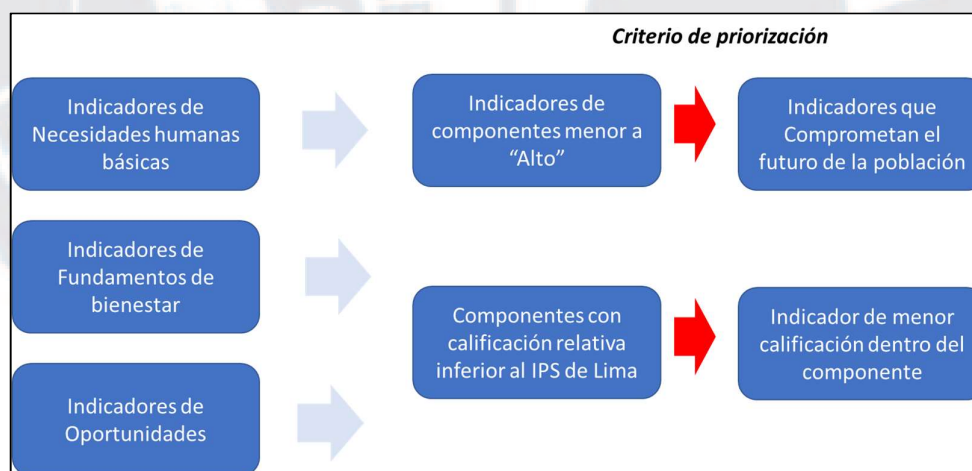 Criterio de priorización
Indicadores de
Necesidades humanas
básicas
Indicadores de
componentes menor a
“Alto”
Indicadores que
Comprometan el
futuro de la población
Indicadores de
Fundamentos de
bienestar
Componentes con
calificación relativa
inferior al IPS de Lima
Indicador de menor
calificación dentro del
componente
Indicadores de
Oportunidades